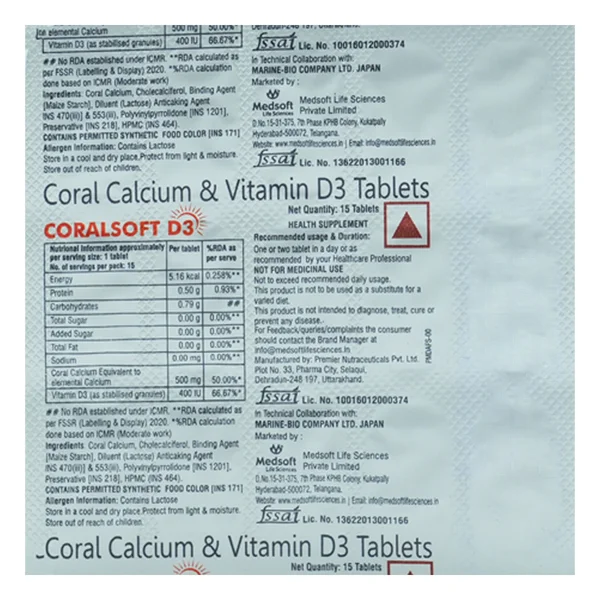 elemental Calcium 500 mg 50.00%*
Vitamin D3 (as stabilised granules) 400 IU 66.67%*
## No RDA established under ICMR. **RDA calculated as
per FSSR (Labelling & Display) 2020. *%RDA calculation
done based on ICMR (Moderate work)
Ingredients: Coral Calcium, Cholecalciferol, Binding Agent
[Maize Starch], Diluent (Lactose) Anticaking Agent
INS 470(iii)] & 553(iii), Polyvinylpyrrolidone [INS 1201],
Preservative [INS 218], HPMC (INS 464).
CONTAINS PERMITTED SYNTHETIC FOOD COLOR [INS 171]
Allergen Information: Contains Lactose
Store in a cool and dry place.Protect from light & moisture.
Store out of reach of children.
fssai Lic. No. 10016012000374
In Technical Collaboration with:
MARINE-BIO COMPANY LTD. JAPAN
Marketed by :
Medsoft Medsoft Life Sciences
Life Sciences Private Limited
D.No.15-31-375, 7th Phase KPHB Colony, Kukatpally
Hyderabad-500072, Telangana.
Website: www.medsoftlifesciences.in | Email: info@medsoftlifesciences.in
fssai Lic. No. 13622013001166
Coral Calcium & Vitamin D3 Tablets
CORALSOFT D3
Nutritional Information approximately Per tablet %RDA as
per serving size: 1 tablet per serve
No. of servings per pack: 15
Energy 5.16 kcal 0.258%**
Protein 0.50 g 0.93%*
Carbohydrates 0.79 g ##
Total Sugar 0.00 g 0.00%**
Added Sugar 0.00 g 0.00%**
Total Fat 0.00 g 0.00%**
Sodium 0.00 mg 0.00%**
Coral Calcium Equivalent to
elemental Calcium 500 mg 50.00%*
Vitamin D3 (as stabilised granules) 400 IU 66.67%*
## No RDA established under ICMR. **RDA calculated as
per FSSR (Labelling & Display) 2020. *%RDA calculation
done based on ICMR (Moderate work)
Ingredients: Coral Calcium, Cholecalciferol, Binding Agent
[Maize Starch], Diluent (Lactose) Anticaking Agent
INS 470(iii)] & 553(iii), Polyvinylpyrrolidone [INS 1201],
Preservative [INS 218], HPMC (INS 464).
CONTAINS PERMITTED SYNTHETIC FOOD COLOR [INS 171]
Allergen Information: Contains Lactose
Store in a cool and dry place.Protect from light & moisture.
Store out of reach of children.
Net Quantity: 15 Tablets
HEALTH SUPPLEMENT
Recommended usage & Duration:
One or two tablet in a day or as
recommended by your Healthcare Professional
NOT FOR MEDICINAL USE
Not to exceed recommended daily usage.
This product is not to be used as a substitute for a
varied diet.
This product is not intended to diagnose, treat, cure or
prevent any disease.
For Feedback/queries/complaints the consumer
should contact the Brand Manager at
info@medsoftlifesciences.in
Manufactured by: Premier Nutraceuticals Pvt. Ltd.
Plot No. 33, Pharma City, Selaqui,
Dehradun-248 197, Uttarakhand.
PMDAFS-00
fssai Lic. No. 10016012000374
In Technical Collaboration with:
MARINE-BIO COMPANY LTD. JAPAN
Marketed by :
Medsoft Medsoft Life Sciences
Life Sciences Private Limited
D.No.15-31-375, 7th Phase KPHB Colony, Kukatpally
Hyderabad-500072, Telangana.
Website: www.medsoftlifesciences.in | Email: info@medsoftlifesciences.in
fssai Lic. No. 13622013001166
Coral Calcium & Vitamin D3 Tablets
CORALSOFT D3
Net Quantity: 15 Tablets